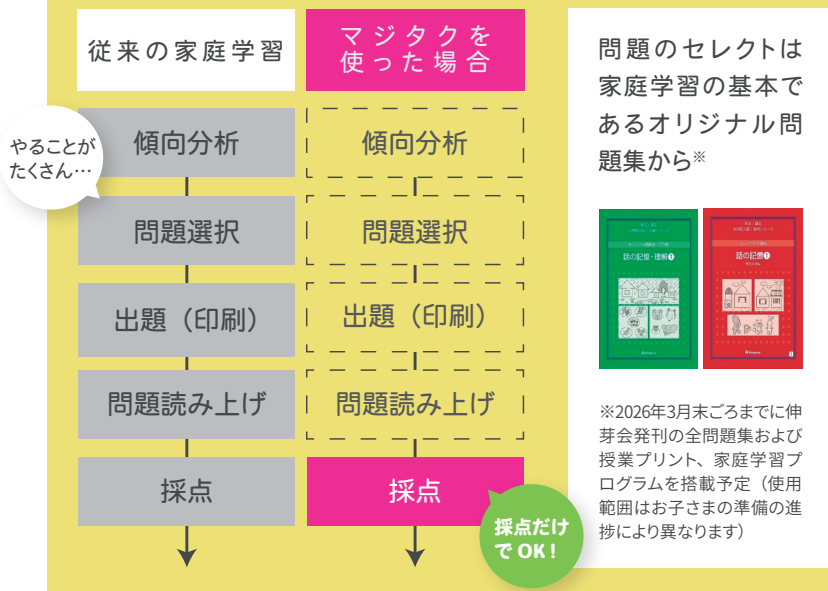 従来の家庭学習
やることが
たくさん…
傾向分析
問題選択
出題（印刷）
問題読み上げ
採点
マジタクを
使った場合
傾向分析
問題選択
出題（印刷）
問題読み上げ
採点
採点だけ
でOK！
問題のセレクトは
家庭学習の基本で
あるオリジナル問
題集から※
話の記憶・理解❶
話の記憶❶
※2026年3月末ごろまでに伸
芽会発刊の全問題集および
授業プリント、家庭学習プ
ログラムを搭載予定（使用
範囲はお子さまの準備の進
捗により異なります）